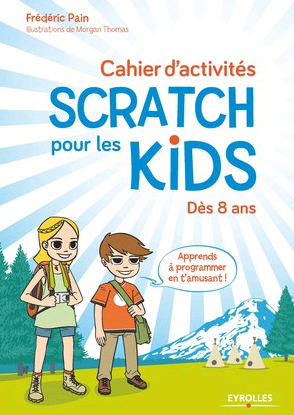 Frédéric Pain
Illustrations de Morgan Thomas
Cahier d'activités
SCRATCH
pour les
KiDS
Dès 8 ans
Apprends
à programmer
en t'amusant !
EYROLLES